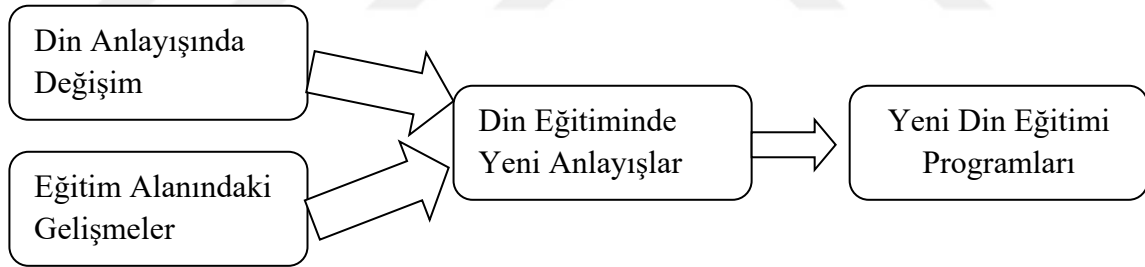 Din Anlayışında
Değişim
Eğitim Alanındaki
Gelişmeler
Din Eğitiminde
Yeni Anlayışlar
Yeni Din Eğitimi
Programları